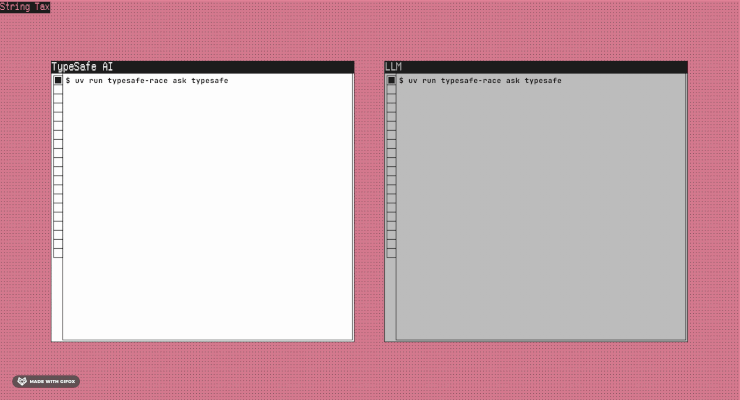 String Tax
TypeSafe AI
$ uv run typesafe-race ask typesafe
LLM
$ uv run typesafe-race ask typesafe
MADE WITH GIFOX